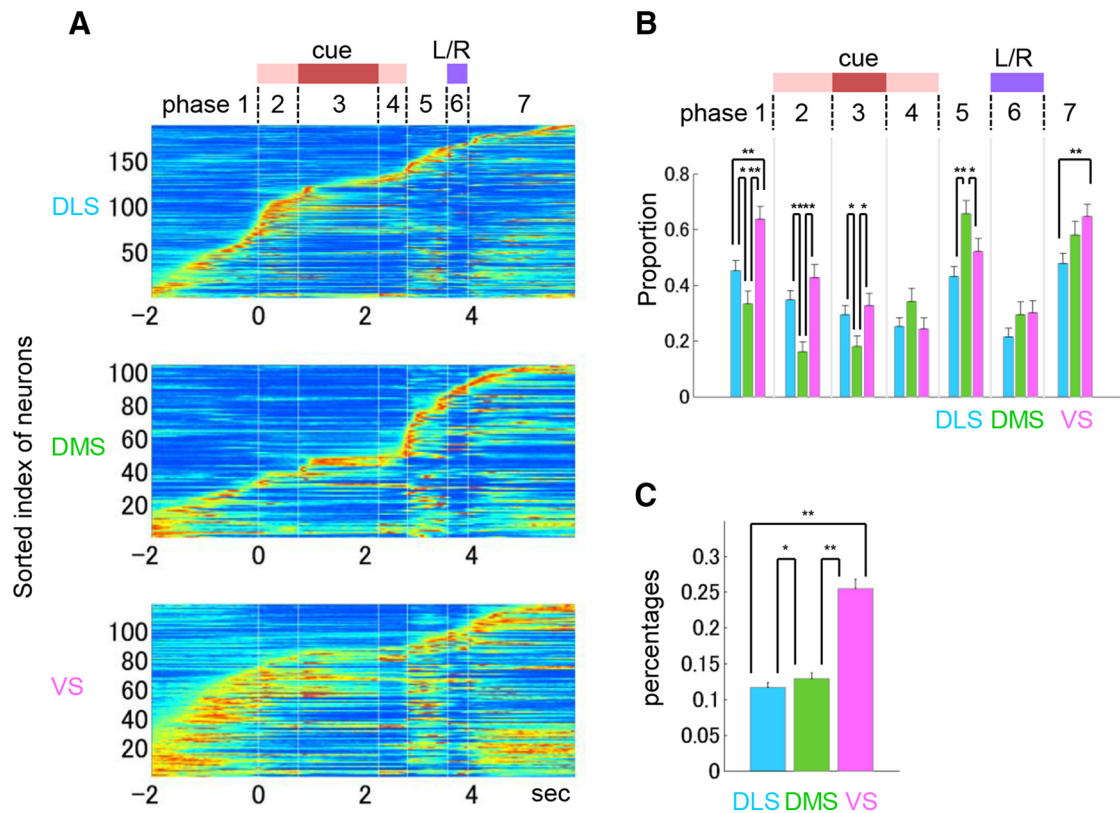 A
cue
L/R
phase 1 2 3 4 5 6 7
DLS
150
100
50
−2 0 2 4
DMS
100
80
60
40
20
−2 0 2 4
VS
100
80
60
40
20
−2 0 2 4 sec
Sorted index of neurons
B
cue
L/R
phase 1 2 3 4 5 6 7
** * ** ** ** * * ** * **
Proportion
0.8
0.6
0.4
0.2
0
DLS DMS VS
C
**
* **
percentages
0.3
0.25
0.2
0.15
0.1
0.05
0
DLS DMS VS